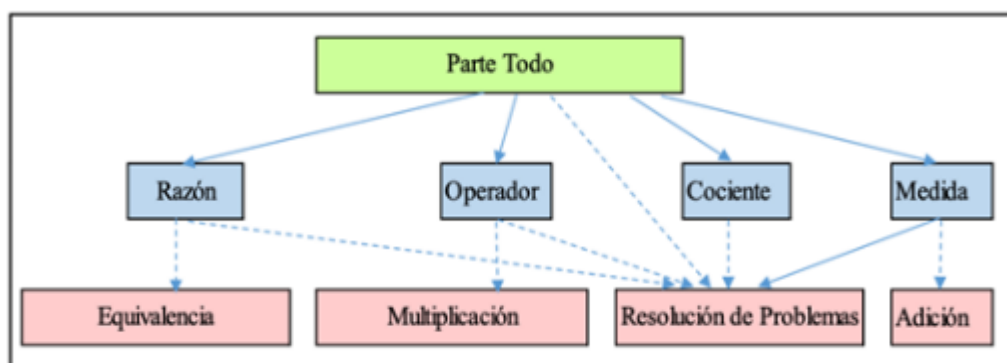 Parte Todo
Razón
Operador
Cociente
Medida
Equivalencia
Multiplicación
Resolución de Problemas
Adición